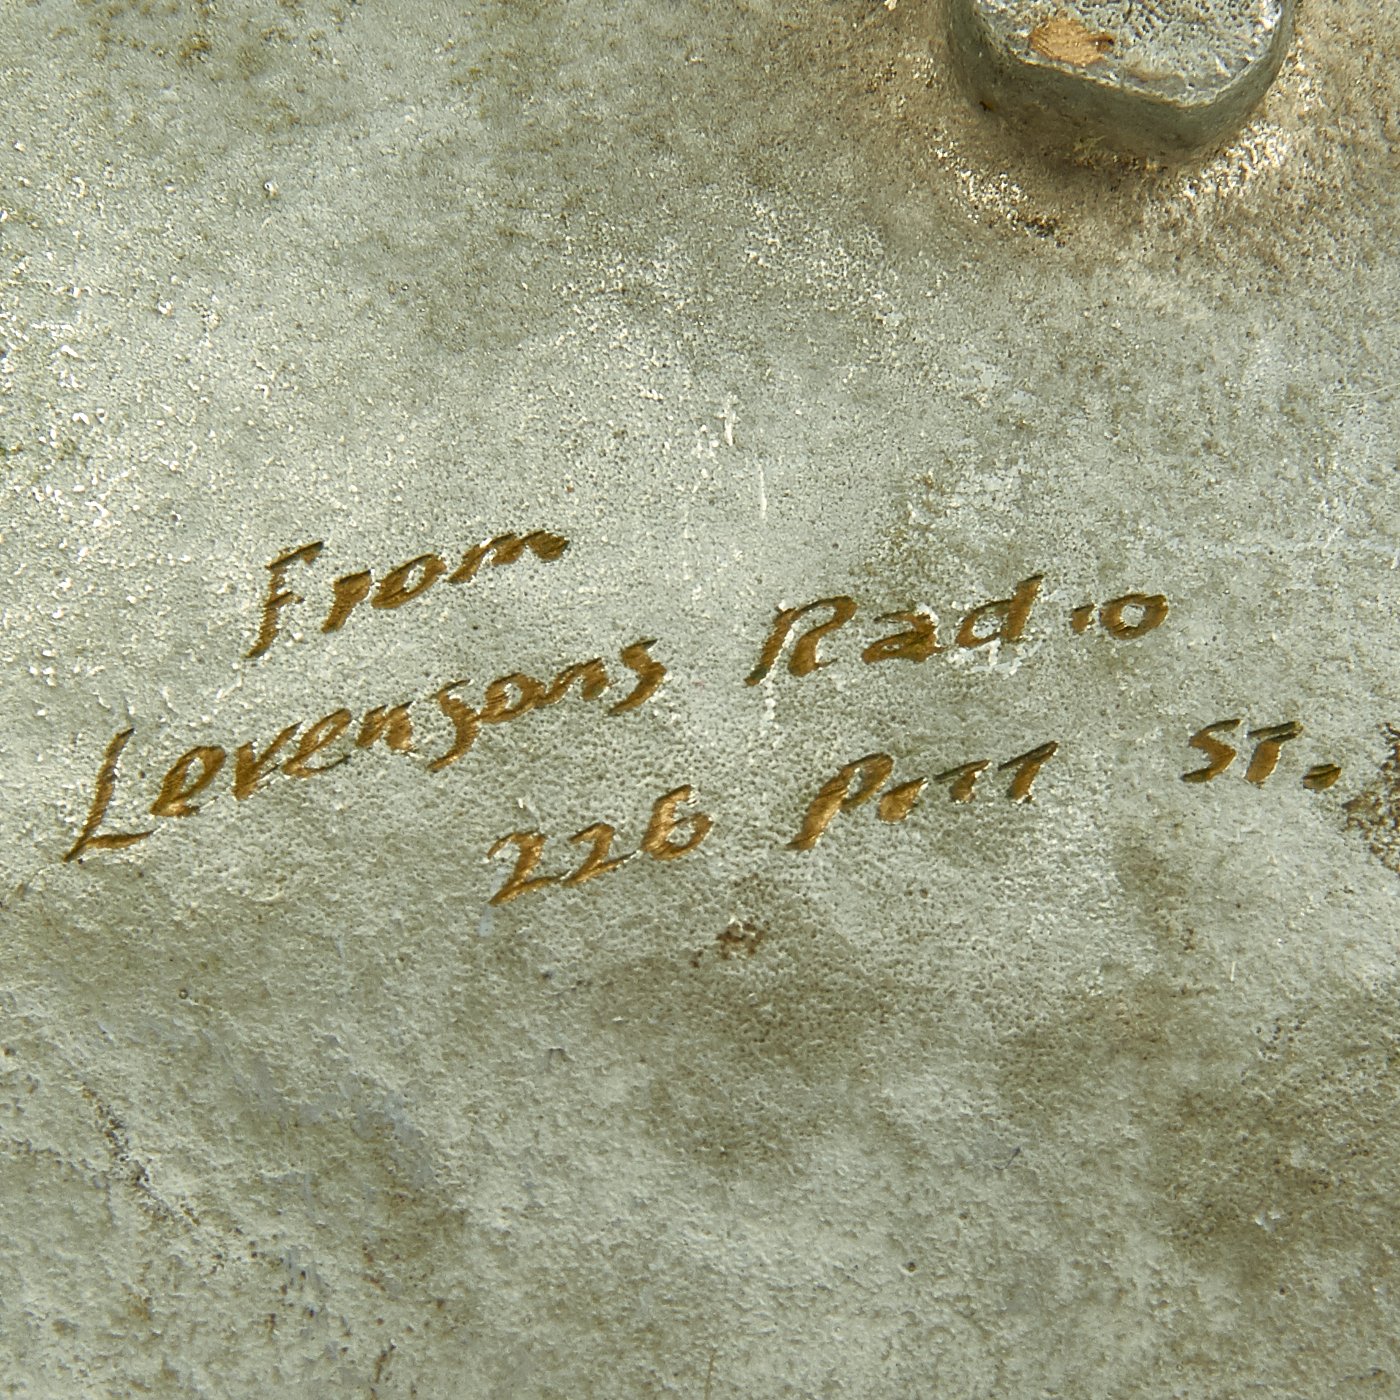 From
Levensons Radio
226 Pitt St.